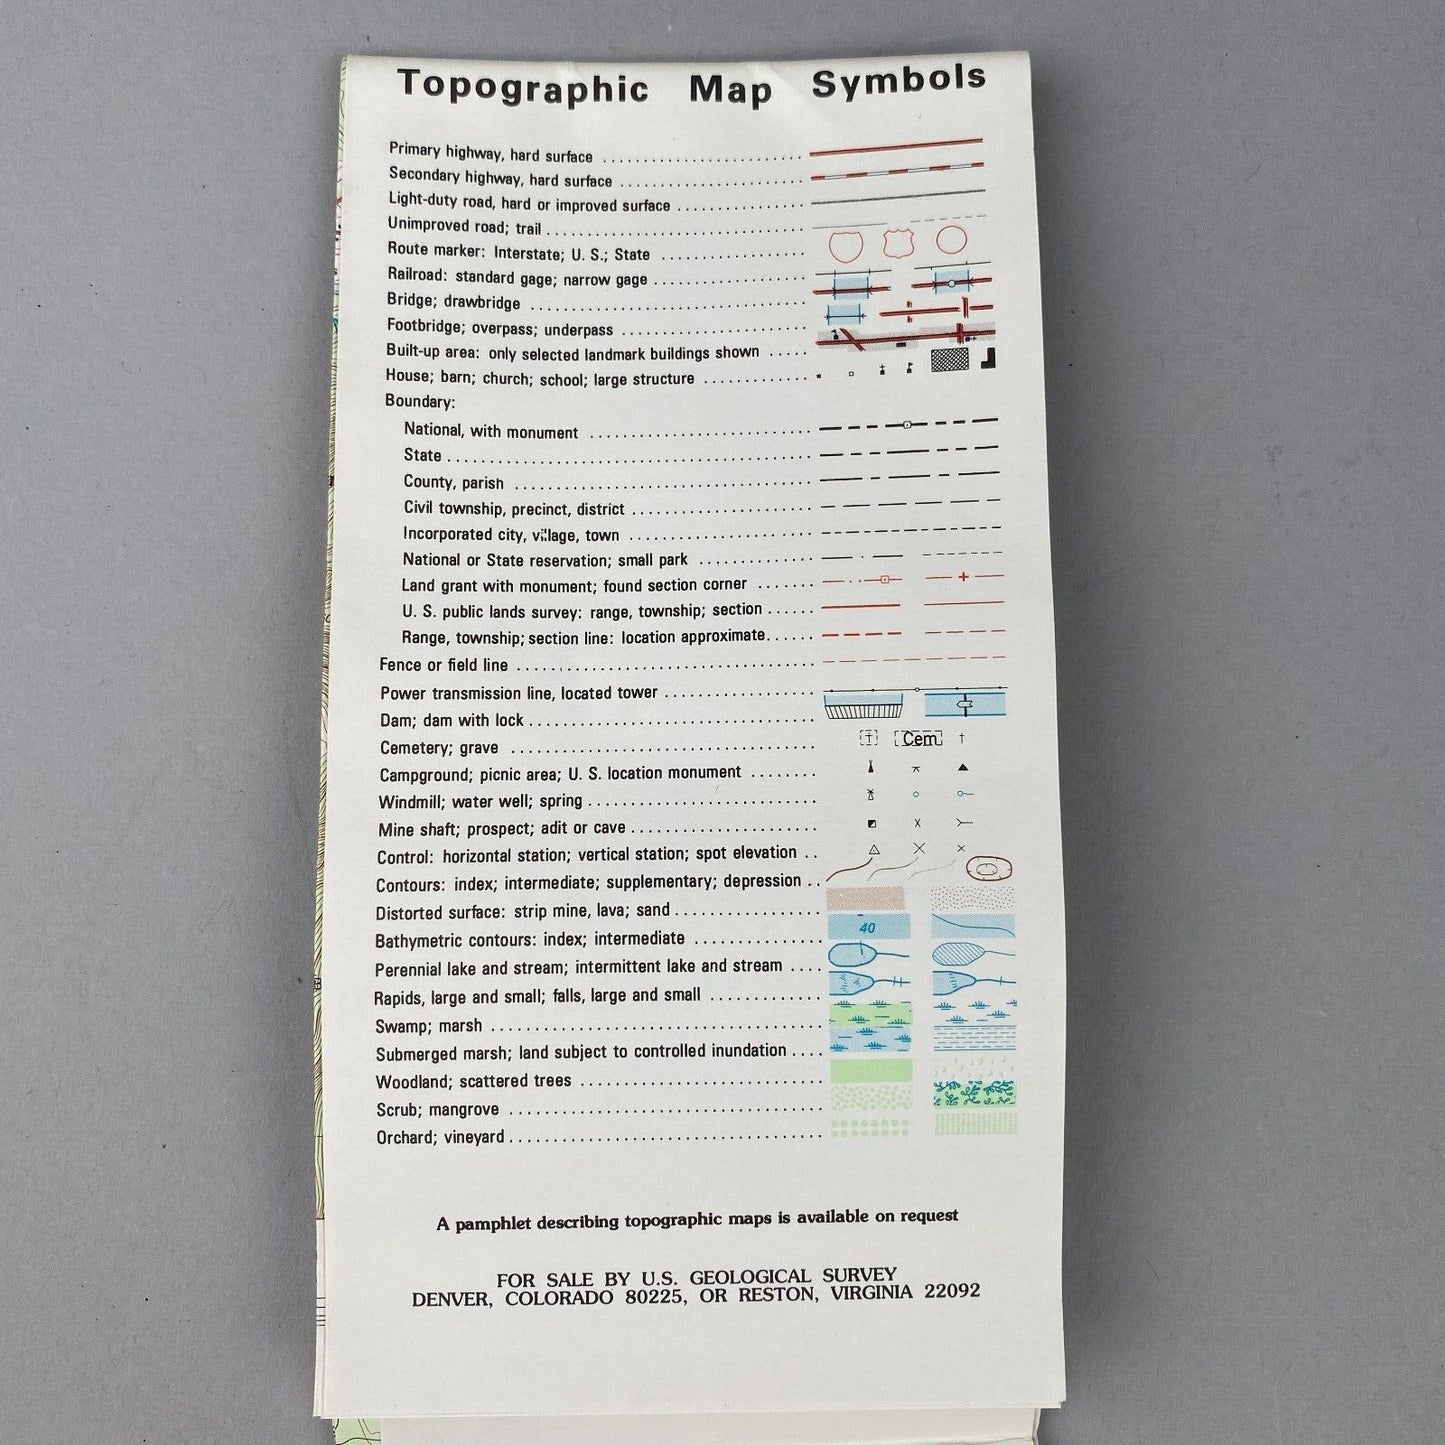 Topographic Map Symbols
Primary highway, hard surface
Secondary highway, hard surface
Light-duty road, hard or improved surface
Unimproved road; trail
Route marker: Interstate; U. S.; State
Railroad: standard gage; narrow gage
Bridge; drawbridge
Footbridge; overpass; underpass
Built-up area: only selected landmark buildings shown
House; barn; church; school; large structure
Boundary:
National, with monument
State
County, parish
Civil township, precinct, district
Incorporated city, village, town
National or State reservation; small park
Land grant with monument; found section corner
U. S. public lands survey: range, township; section
Range, township; section line: location approximate
Fence or field line
Power transmission line, located tower
Dam; dam with lock
Cemetery; grave Cem
Campground; picnic area; U. S. location monument
Windmill; water well; spring
Mine shaft; prospect; adit or cave
Control: horizontal station; vertical station; spot elevation
Contours: index; intermediate; supplementary; depression
Distorted surface: strip mine, lava; sand
Bathymetric contours: index; intermediate 40
Perennial lake and stream; intermittent lake and stream
Rapids, large and small; falls, large and small
Swamp; marsh
Submerged marsh; land subject to controlled inundation
Woodland; scattered trees
Scrub; mangrove
Orchard; vineyard
A pamphlet describing topographic maps is available on request
FOR SALE BY U.S. GEOLOGICAL SURVEY
DENVER, COLORADO 80225, OR RESTON, VIRGINIA 22092